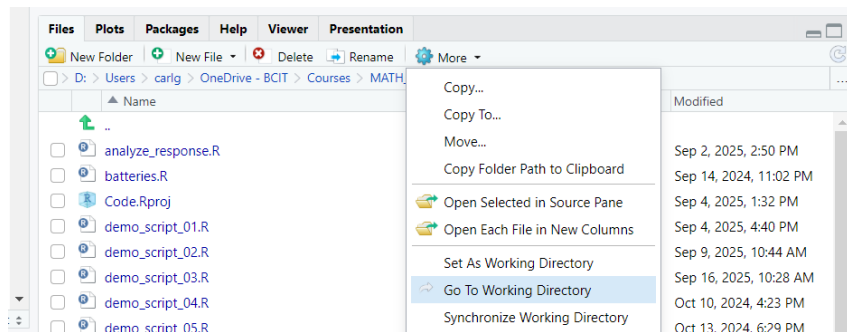 Files Plots Packages Help Viewer Presentation
New Folder New File Delete Rename More
D: > Users > carlg > OneDrive - BCIT > Courses > MATH_ ...
Name Modified
..
Copy...
Copy To...
Move...
Copy Folder Path to Clipboard
Open Selected in Source Pane
Open Each File in New Columns
Set As Working Directory
Go To Working Directory
Synchronize Working Directory
analyze_response.R Sep 2, 2025, 2:50 PM
batteries.R Sep 14, 2024, 11:02 PM
Code.Rproj Sep 4, 2025, 1:32 PM
demo_script_01.R Sep 4, 2025, 4:40 PM
demo_script_02.R Sep 9, 2025, 10:44 AM
demo_script_03.R Sep 16, 2025, 10:28 AM
demo_script_04.R Oct 10, 2024, 4:23 PM
demo_script_05.R Oct 13, 2024, 6:29 PM